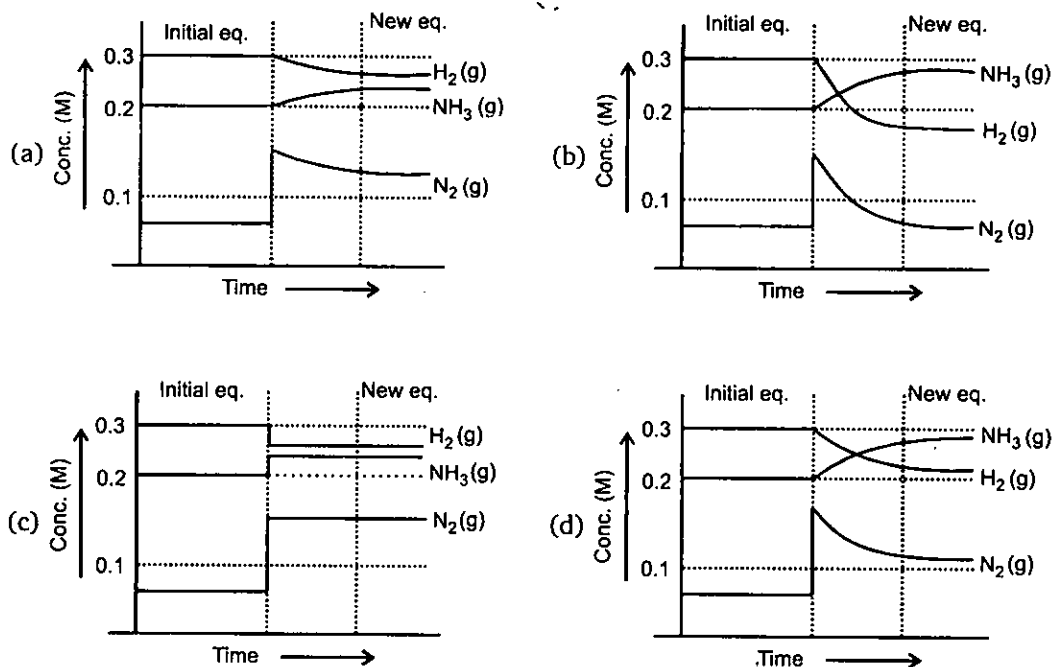 (a)
Initial eq.
New eq.
0.3
0.2
0.1
Conc. (M)
H₂(g)
NH₃(g)
N₂(g)
Time
(b)
Initial eq.
New eq.
0.3
0.2
0.1
Conc. (M)
NH₃(g)
H₂(g)
N₂(g)
Time
(c)
Initial eq.
New eq.
0.3
0.2
0.1
Conc. (M)
H₂(g)
NH₃(g)
N₂(g)
Time
(d)
Initial eq.
New eq.
0.3
0.2
0.1
Conc. (M)
NH₃(g)
H₂(g)
N₂(g)
Time